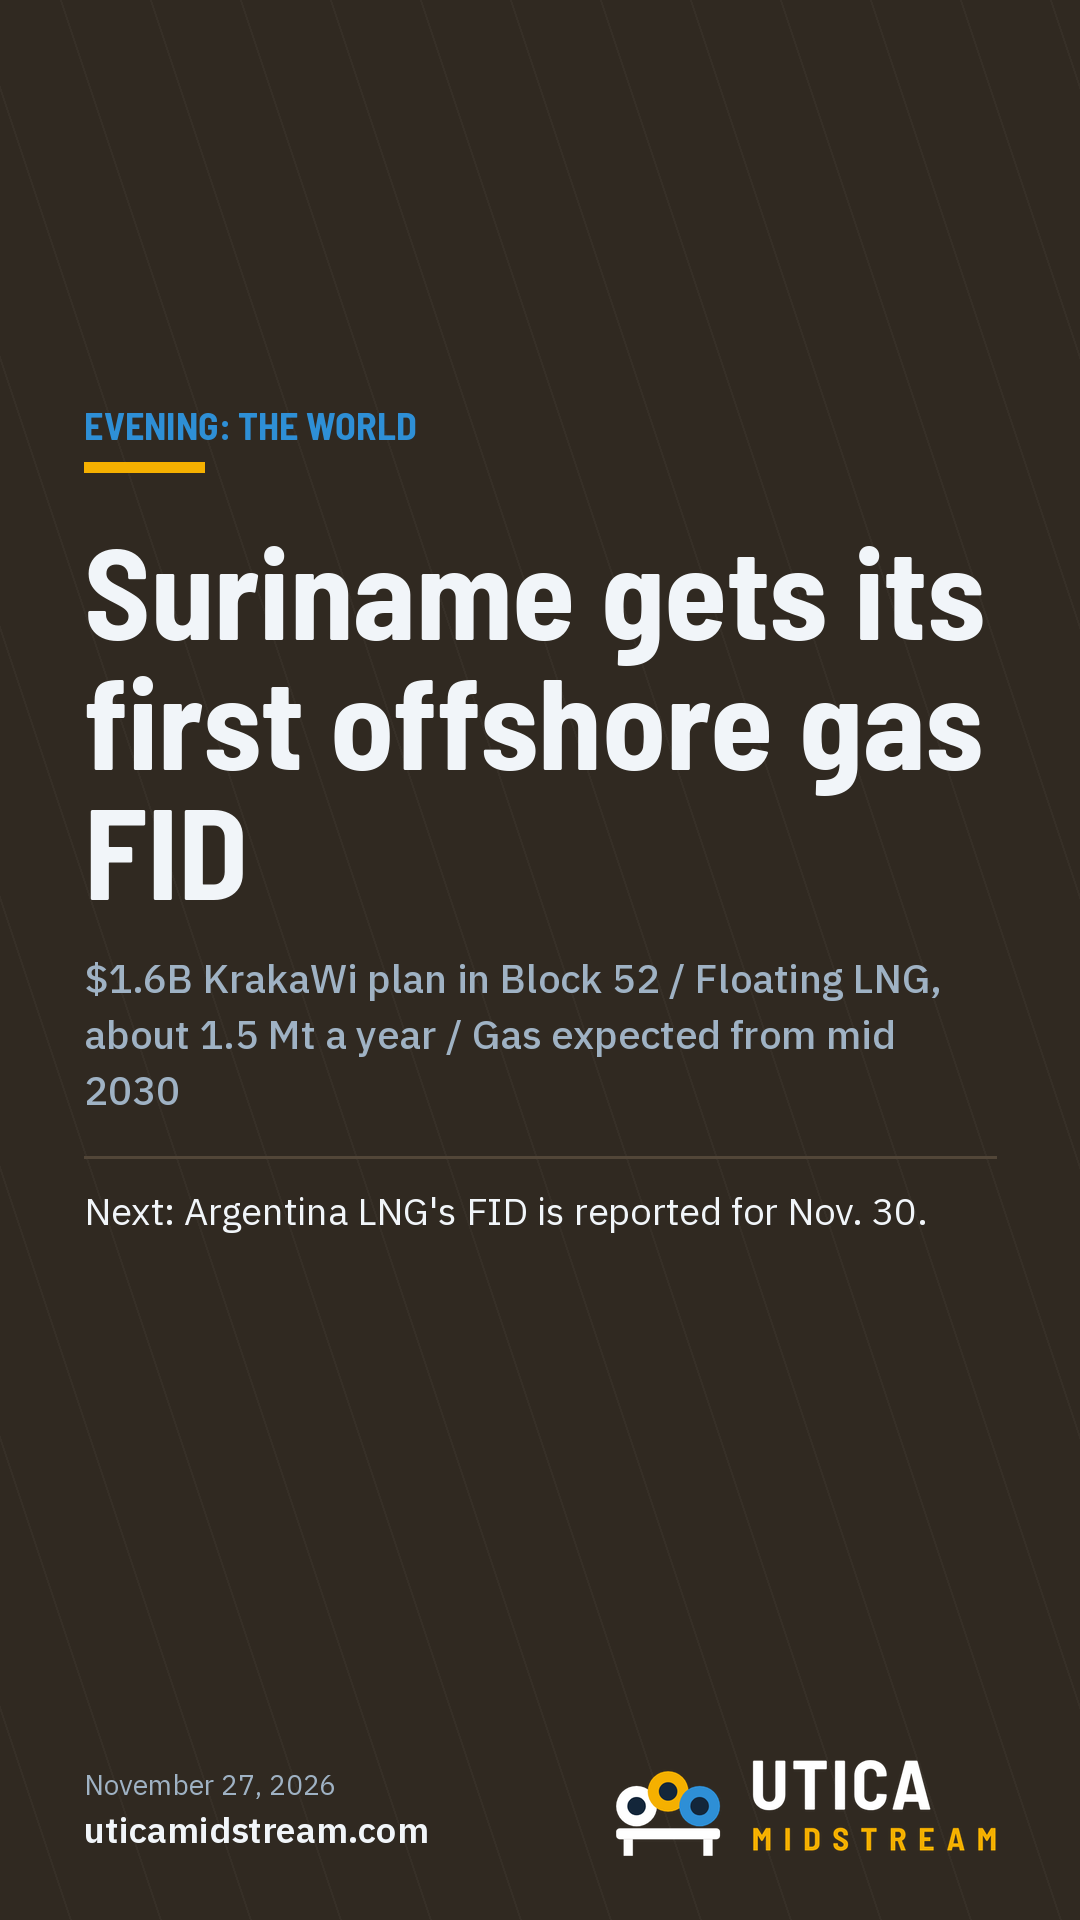 EVENING: THE WORLD
Suriname gets its
first offshore gas
FID
$1.6B KrakaWi plan in Block 52 / Floating LNG,
about 1.5 Mt a year / Gas expected from mid
2030
Next: Argentina LNG's FID is reported for Nov. 30.
November 27, 2026
uticamidstream.com
UTICA
MIDSTREAM